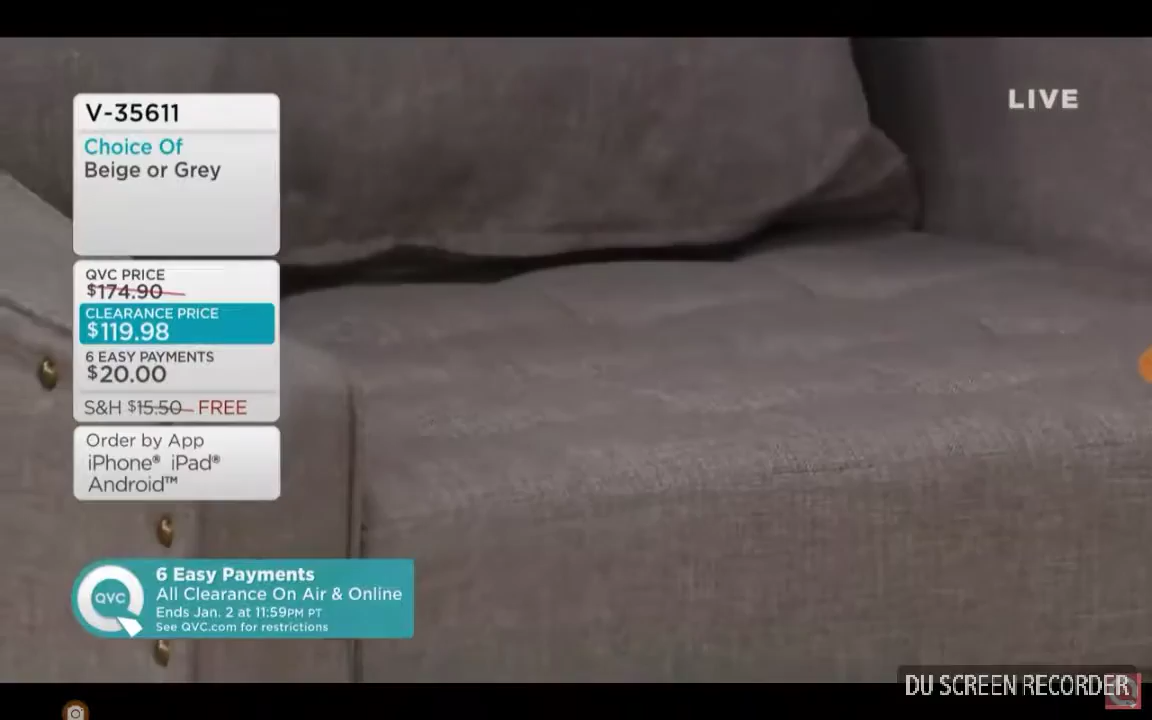 V-35611
LIVE
Choice Of
Beige or Grey
QVC PRICE
$174.90
CLEARANCE PRICE
$119.98
6 EASY PAYMENTS
$20.00
S&H $15.50 FREE
Order by App
iPhone® iPad®
Android™
QVC
6 Easy Payments
All Clearance On Air & Online
Ends Jan. 2 at 11:59PM PT
See QVC.com for restrictions
DU SCREEN RECORDER